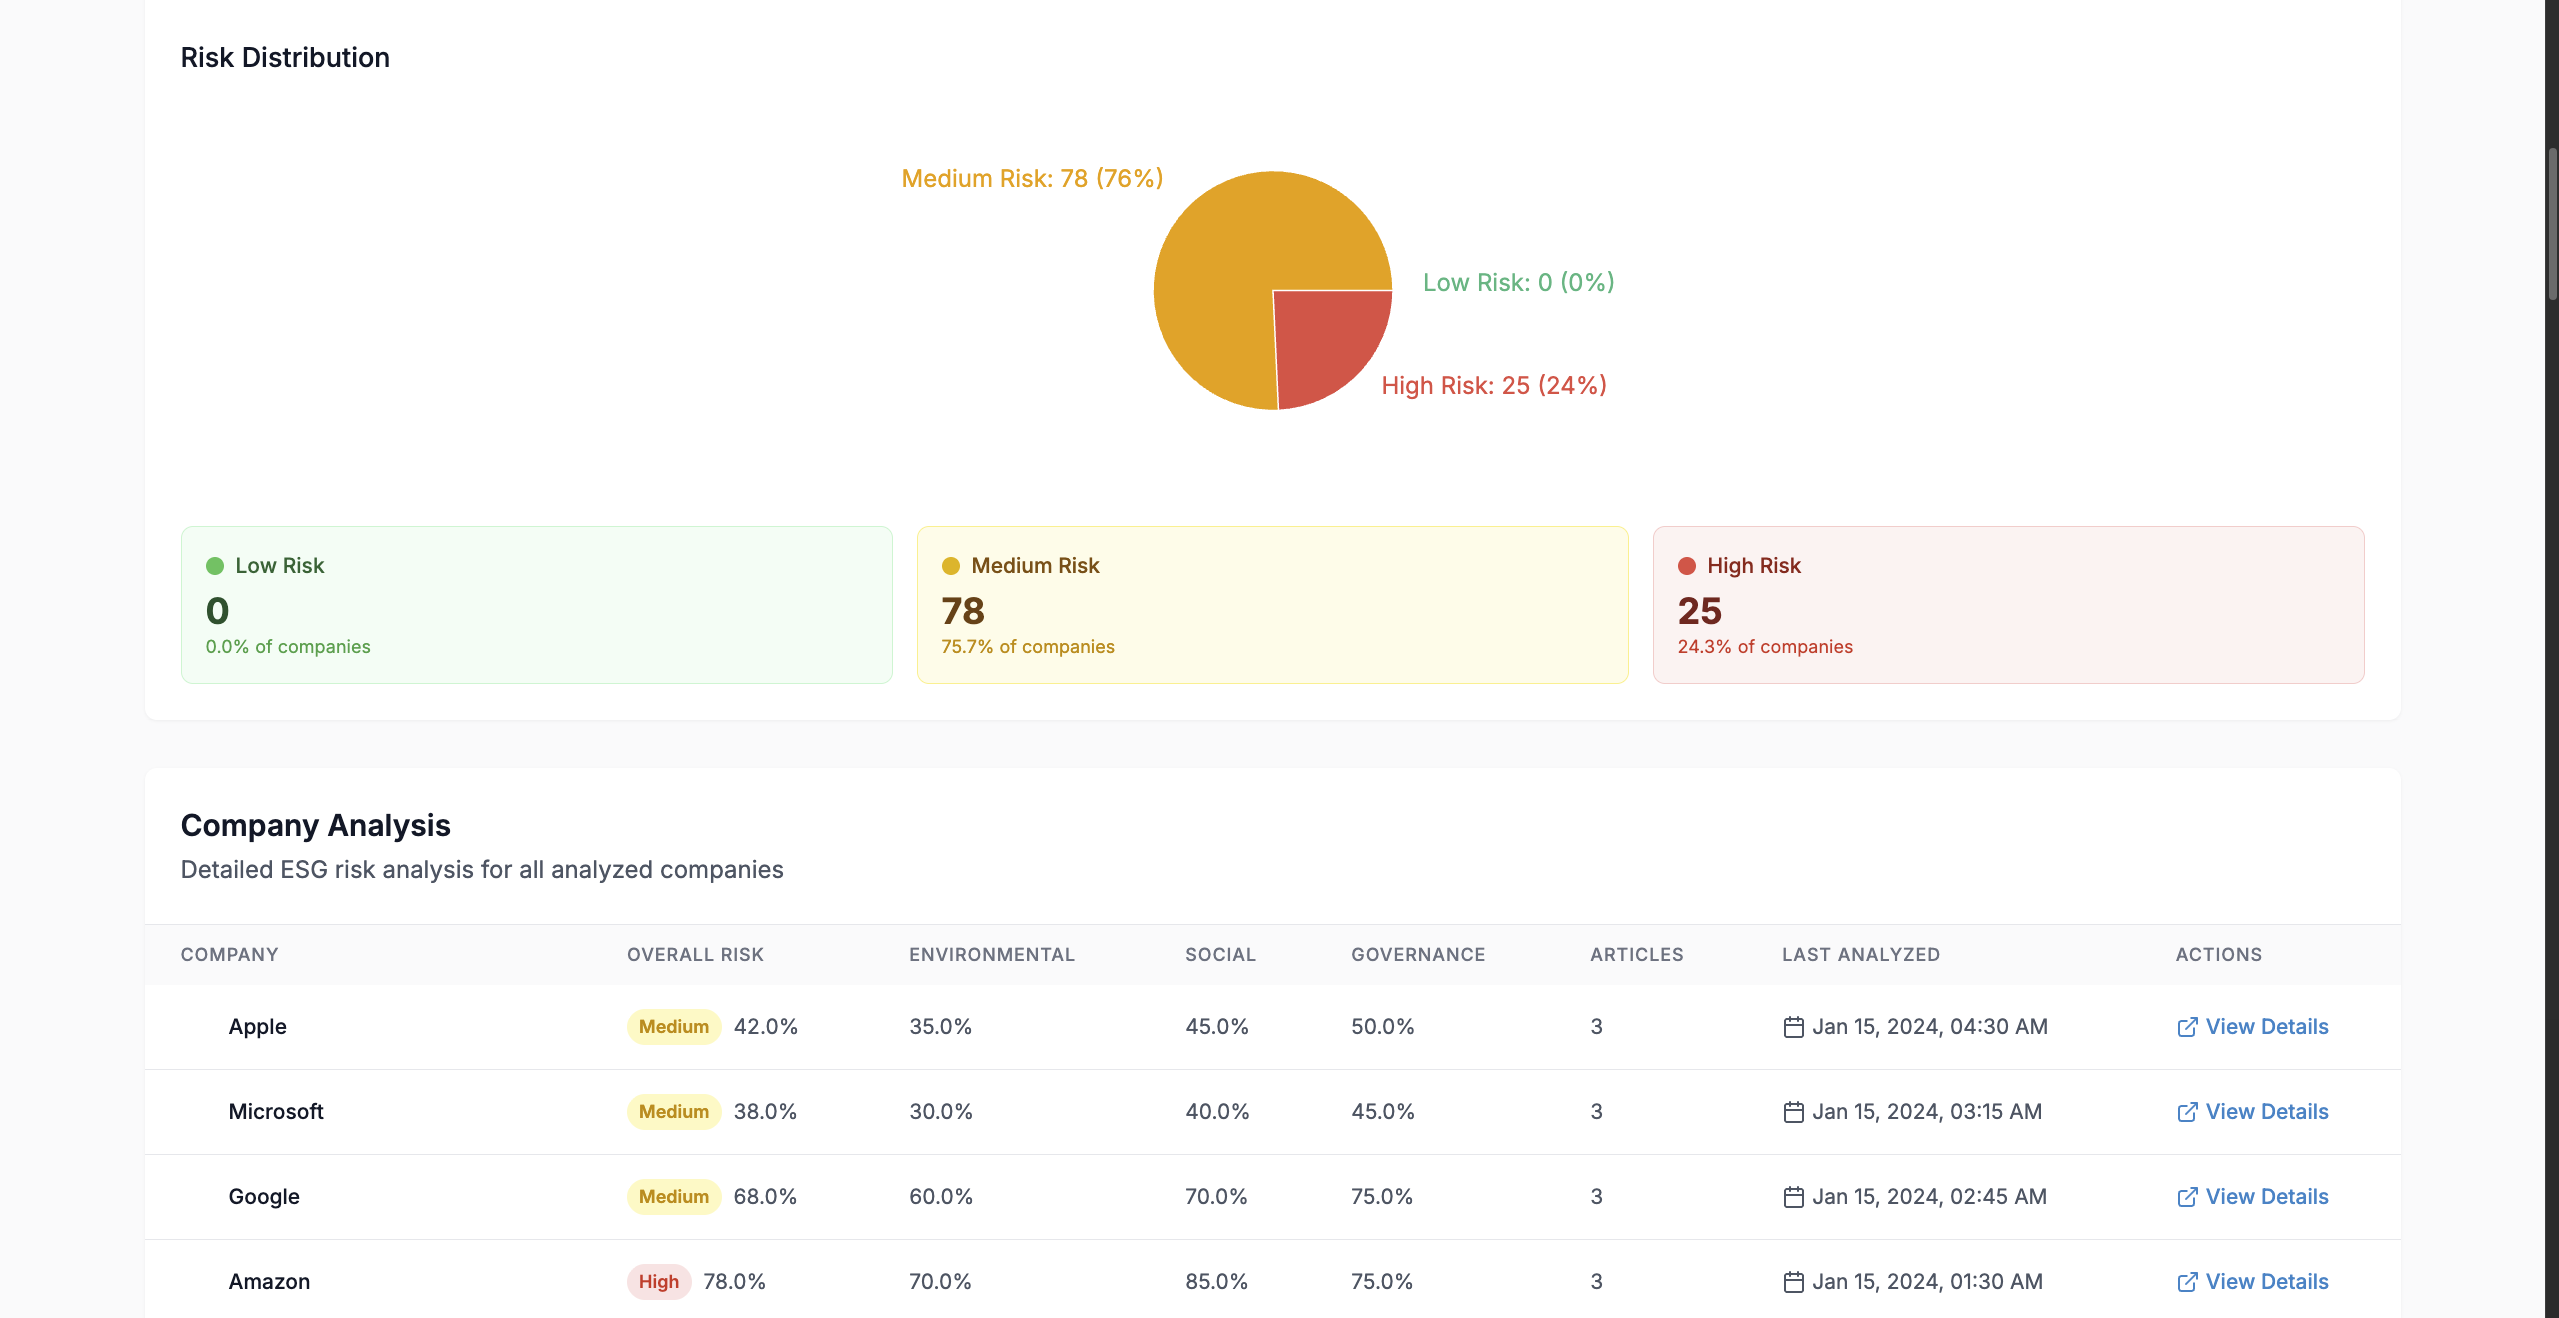 Risk Distribution
Medium Risk: 78 (76%)
Low Risk: 0 (0%)
High Risk: 25 (24%)
Low Risk
0
0.0% of companies
Medium Risk
78
75.7% of companies
High Risk
25
24.3% of companies
Company Analysis
Detailed ESG risk analysis for all analyzed companies
COMPANY OVERALL RISK ENVIRONMENTAL SOCIAL GOVERNANCE ARTICLES LAST ANALYZED ACTIONS
Apple Medium 42.0% 35.0% 45.0% 50.0% 3 Jan 15, 2024, 04:30 AM View Details
Microsoft Medium 38.0% 30.0% 40.0% 45.0% 3 Jan 15, 2024, 03:15 AM View Details
Google Medium 68.0% 60.0% 70.0% 75.0% 3 Jan 15, 2024, 02:45 AM View Details
Amazon High 78.0% 70.0% 85.0% 75.0% 3 Jan 15, 2024, 01:30 AM View Details